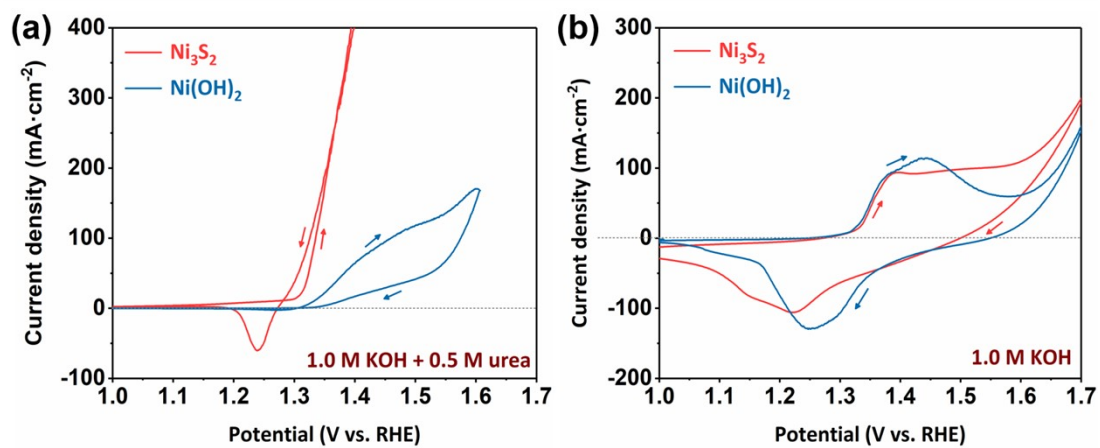 (a)
400
300
200
100
0
-100
Current density (mA·cm⁻²)
Ni₃S₂
Ni(OH)₂
1.0 M KOH + 0.5 M urea
1.0 1.1 1.2 1.3 1.4 1.5 1.6 1.7
Potential (V vs. RHE)
(b)
300
200
100
0
-100
-200
Current density (mA·cm⁻²)
Ni₃S₂
Ni(OH)₂
1.0 M KOH
1.0 1.1 1.2 1.3 1.4 1.5 1.6 1.7
Potential (V vs. RHE)